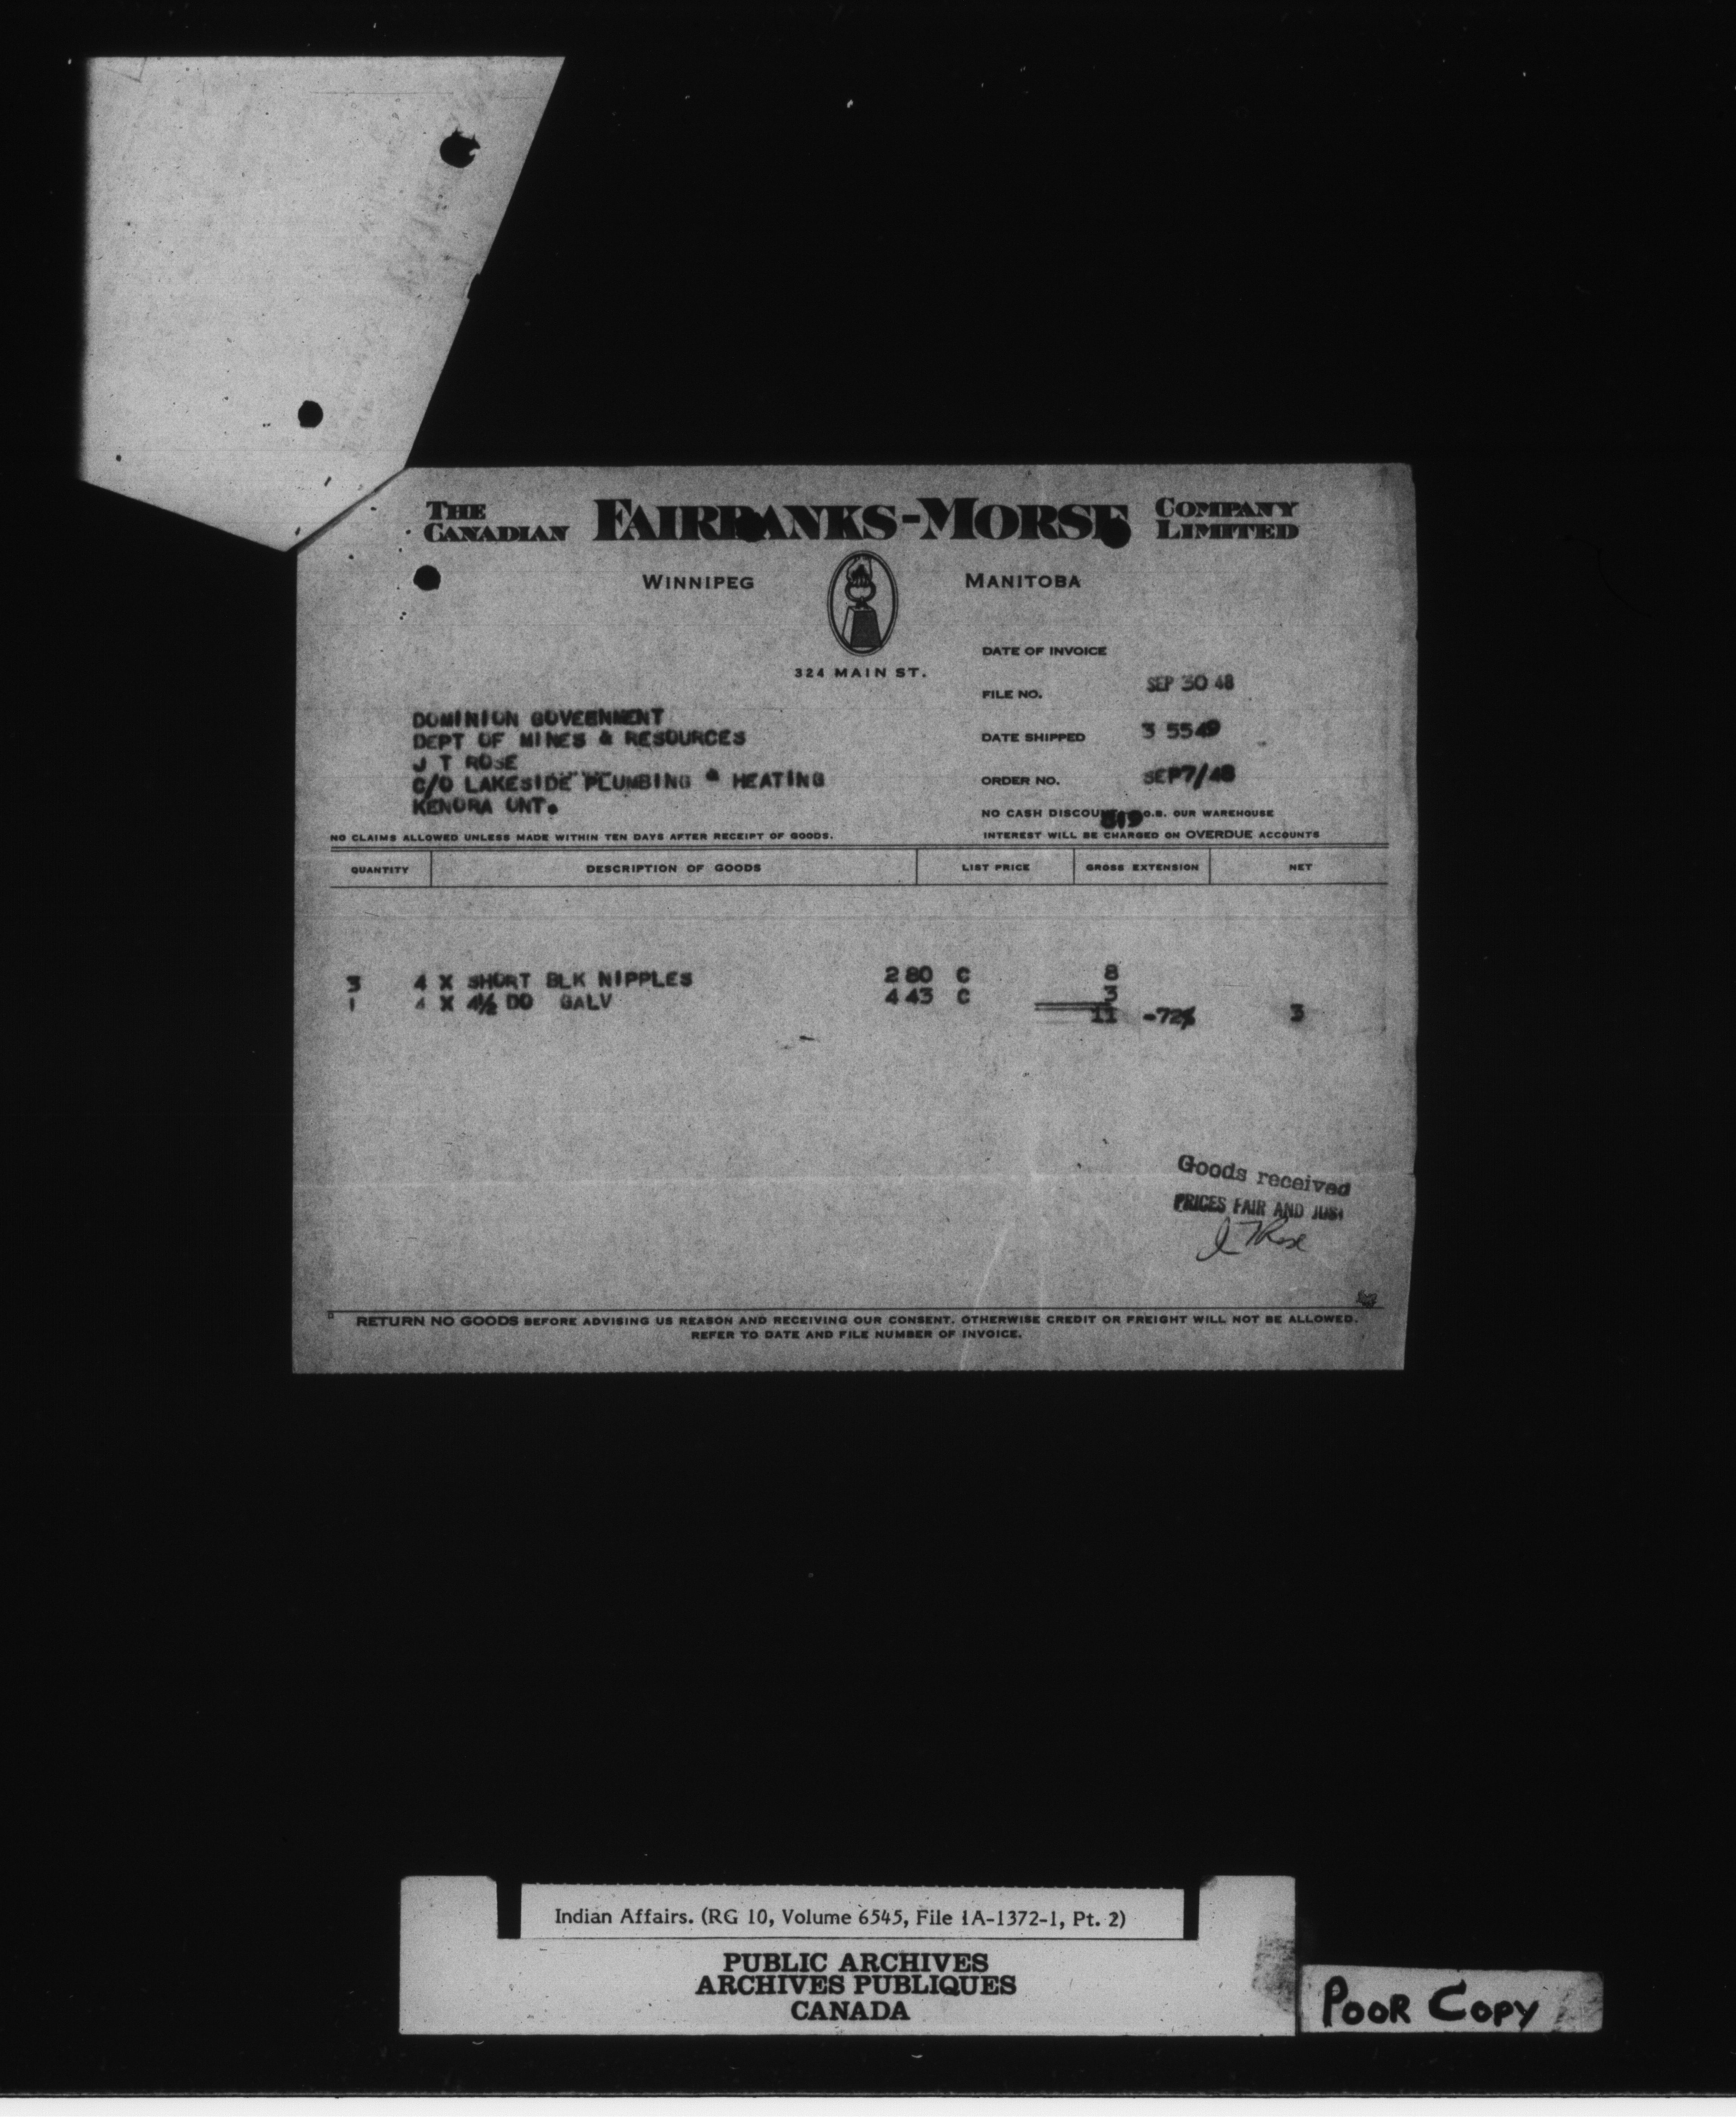 THE CANADIAN FAIRBANKS-MORSE COMPANY LIMITED
WINNIPEG MANITOBA
324 MAIN ST.
DATE OF INVOICE
SEP 30 48
FILE NO.
DOMINION GOVERNMENT
DEPT OF MINES & RESOURCES
DATE SHIPPED 3 5549
J T ROSE
C/O LAKESIDE PLUMBING & HEATING
ORDER NO. SEP7/48
KENORA ONT.
NO CASH DISCOUNT O.B. OUR WAREHOUSE
819
NO CLAIMS ALLOWED UNLESS MADE WITHIN TEN DAYS AFTER RECEIPT OF GOODS.
INTEREST WILL BE CHARGED ON OVERDUE ACCOUNTS
QUANTITY DESCRIPTION OF GOODS LIST PRICE GROSS EXTENSION NET
3 4 X SHORT BLK NIPPLES 2 80 C 8
1 4 X 4½ DO GALV 4 43 C 3
11 -72% 3
Goods received
PRICES FAIR AND JUST
J T Rose
RETURN NO GOODS BEFORE ADVISING US REASON AND RECEIVING OUR CONSENT, OTHERWISE CREDIT OR FREIGHT WILL NOT BE ALLOWED.
REFER TO DATE AND FILE NUMBER OF INVOICE.
Indian Affairs. (RG 10, Volume 6545, File 1A-1372-1, Pt. 2)
PUBLIC ARCHIVES
ARCHIVES PUBLIQUES
CANADA
POOR COPY